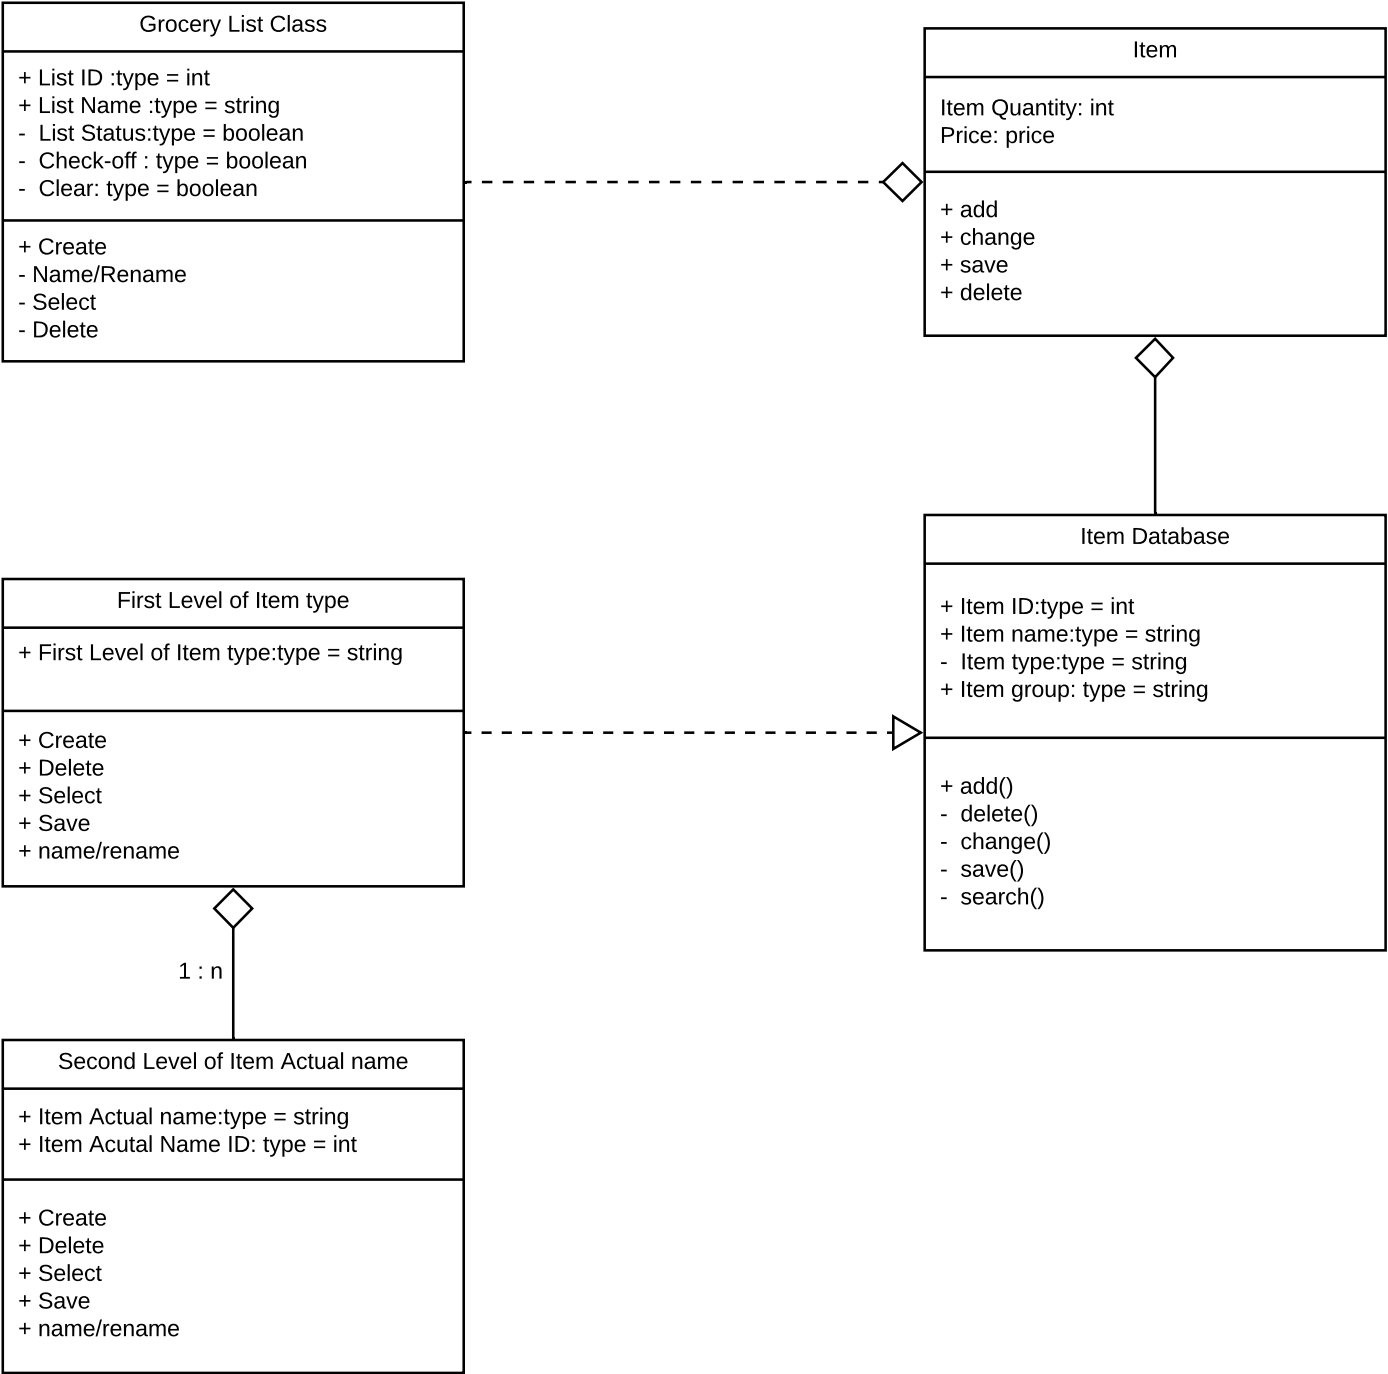 Grocery List Class
+ List ID :type = int
+ List Name :type = string
-  List Status:type = boolean
-  Check-off : type = boolean
-  Clear: type = boolean
+ Create
- Name/Rename
- Select
- Delete
Item
Item Quantity: int
Price: price
+ add
+ change
+ save
+ delete
Item Database
+ Item ID:type = int
+ Item name:type = string
-  Item type:type = string
+ Item group: type = string
+ add()
-  delete()
-  change()
-  save()
-  search()
First Level of Item type
+ First Level of Item type:type = string
+ Create
+ Delete
+ Select
+ Save
+ name/rename
1 : n
Second Level of Item Actual name
+ Item Actual name:type = string
+ Item Acutal Name ID: type = int
+ Create
+ Delete
+ Select
+ Save
+ name/rename